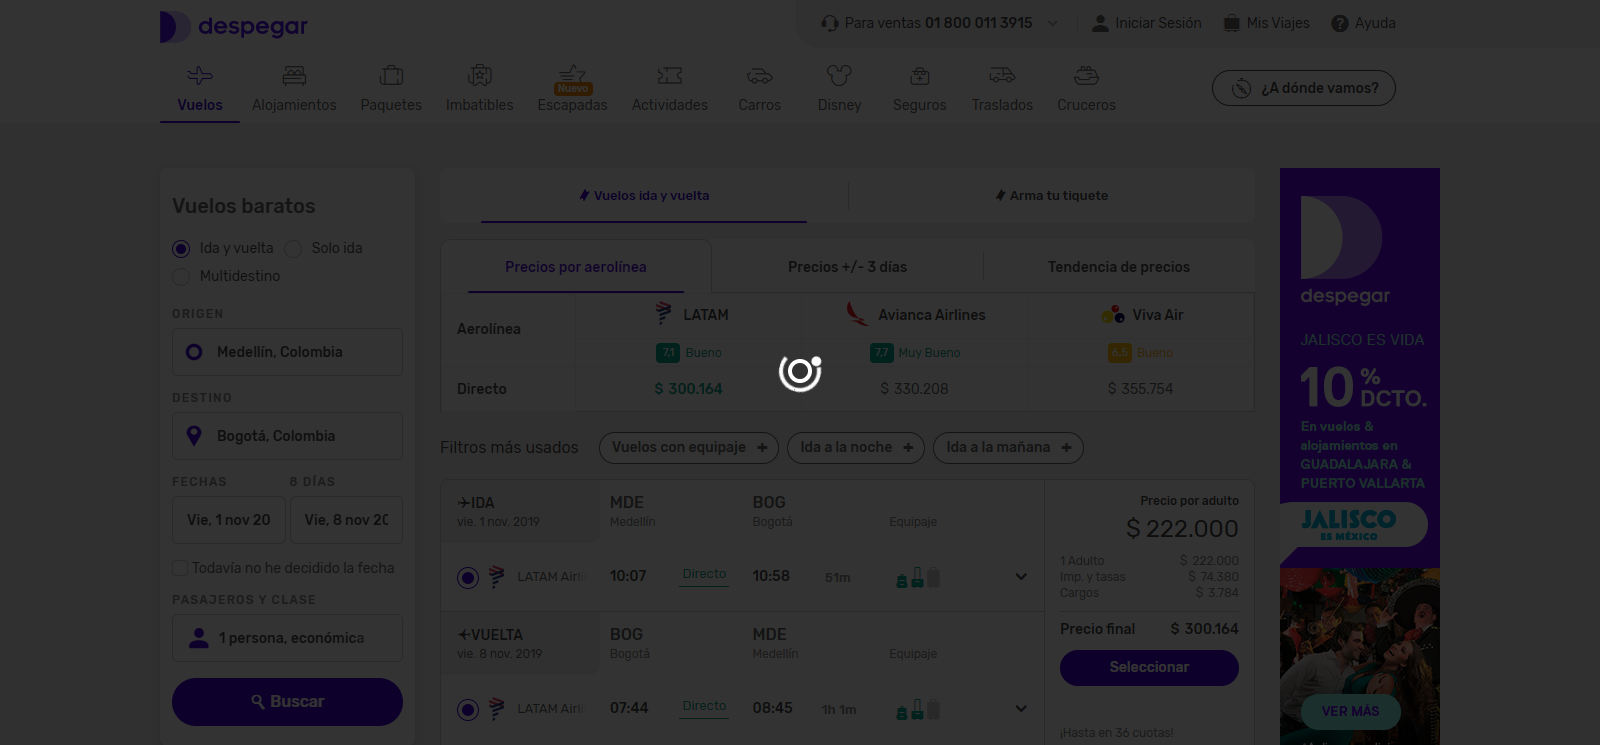 despegar
Para ventas 01 800 011 3915
Iniciar Sesión
Mis Viajes
Ayuda
Nuevo
Vuelos
Alojamientos
Paquetes
Imbatibles
Escapadas
Actividades
Carros
Disney
Seguros
Traslados
Cruceros
¿A dónde vamos?
Vuelos baratos
Ida y vuelta
Solo ida
Multidestino
ORIGEN
Medellín, Colombia
DESTINO
Bogotá, Colombia
FECHAS
8 DÍAS
Vie, 1 nov 20
Vie, 8 nov 20
Todavía no he decidido la fecha
PASAJEROS Y CLASE
1 persona, económica
Buscar
Vuelos ida y vuelta
Arma tu tiquete
Precios por aerolínea
Precios +/- 3 días
Tendencia de precios
Aerolínea
LATAM
Avianca Airlines
Viva Air
7,1 Bueno
7,7 Muy Bueno
6,5 Bueno
Directo
$ 300.164
$ 330.208
$ 355.754
Filtros más usados
Vuelos con equipaje +
Ida a la noche +
Ida a la mañana +
IDA
MDE
BOG
vie. 1 nov. 2019
Medellín
Bogotá
Equipaje
LATAM Airli
10:07
Directo
10:58
51m
VUELTA
BOG
MDE
vie. 8 nov. 2019
Bogotá
Medellín
Equipaje
LATAM Airli
07:44
Directo
08:45
1h 1m
Precio por adulto
$ 222.000
1 Adulto $ 222.000
Imp. y tasas $ 74.380
Cargos $ 3.784
Precio final $ 300.164
Seleccionar
¡Hasta en 36 cuotas!
despegar
JALISCO ES VIDA
10 % DCTO.
En vuelos &
alojamientos en
GUADALAJARA &
PUERTO VALLARTA
JALISCO
ES MÉXICO
VER MÁS